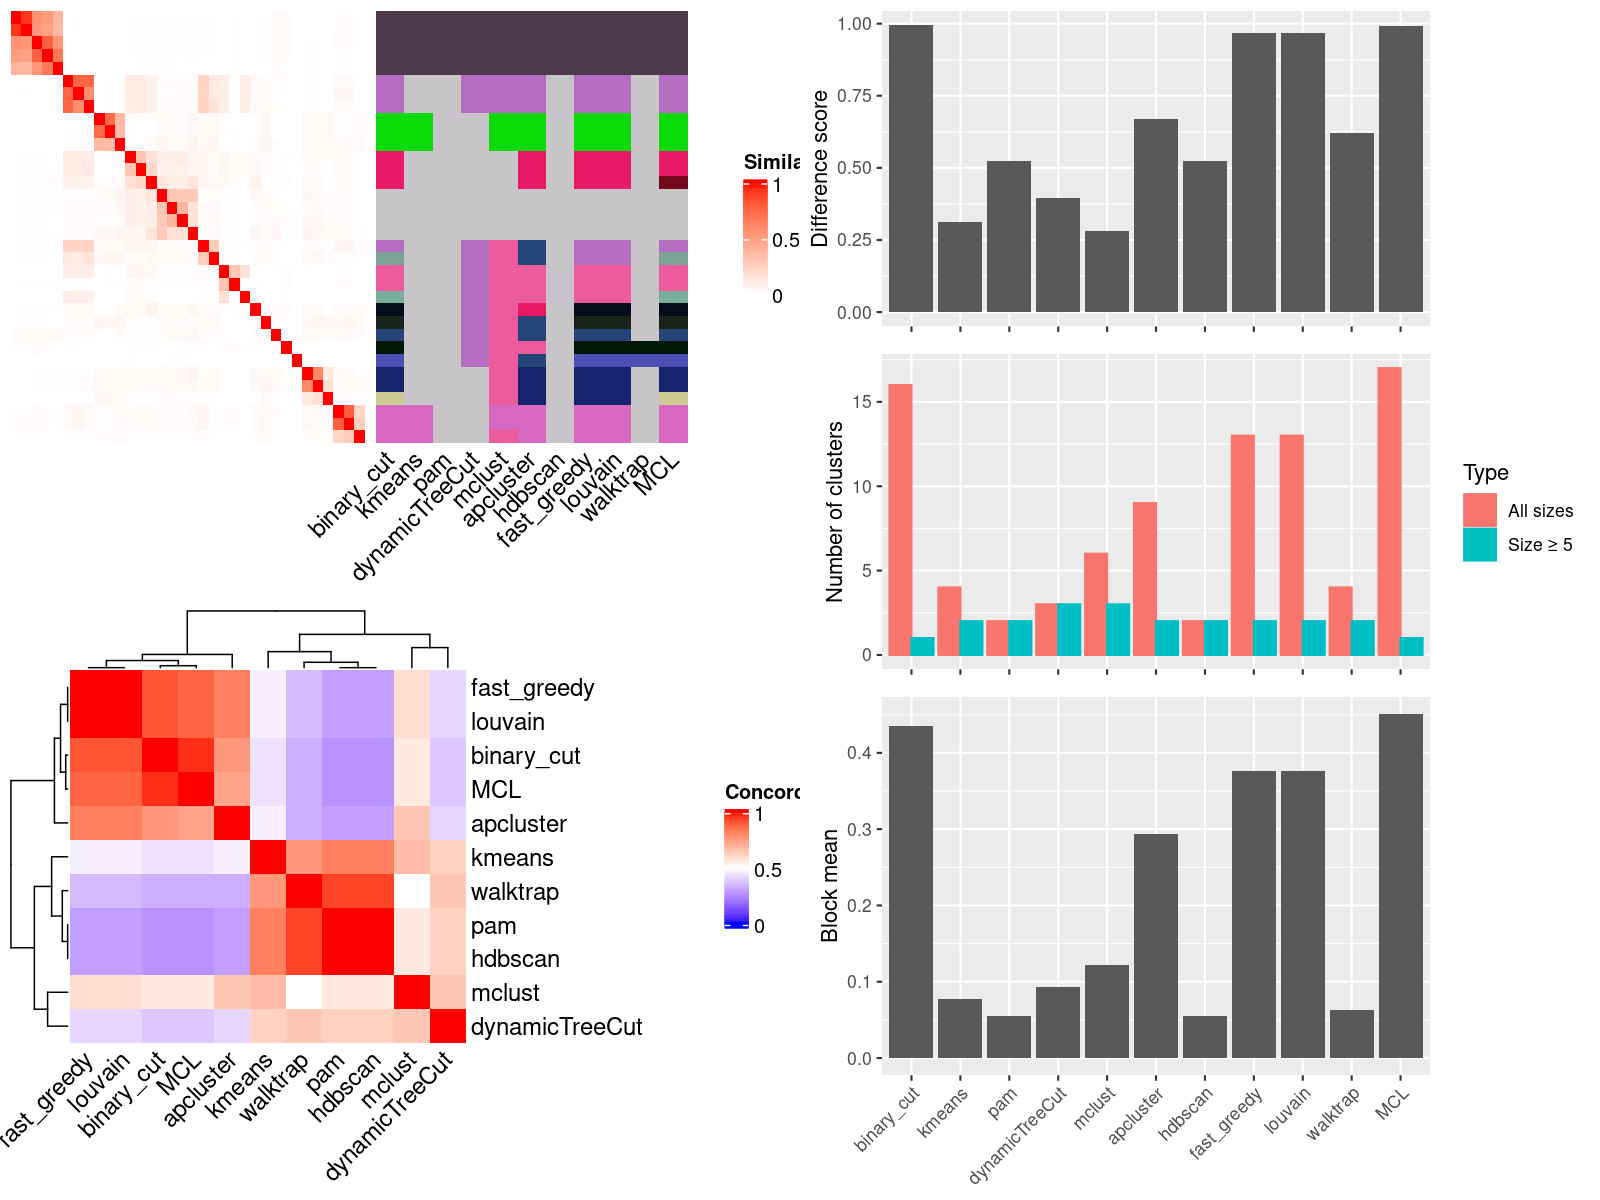 Simila
1
0.5
0
binary_cut
kmeans
pam
dynamicTreeCut
mclust
apcluster
hdbscan
fast_greedy
louvain
walktrap
MCL
fast_greedy
louvain
binary_cut
MCL
apcluster
kmeans
walktrap
pam
hdbscan
mclust
dynamicTreeCut
Concord
1
0.5
0
fast_greedy
louvain
binary_cut
MCL
apcluster
kmeans
walktrap
pam
hdbscan
mclust
dynamicTreeCut
Difference score
1.00
0.75
0.50
0.25
0.00
Number of clusters
15
10
5
0
Type
All sizes
Size ≥ 5
Block mean
0.4
0.3
0.2
0.1
0.0
binary_cut
kmeans
pam
dynamicTreeCut
mclust
apcluster
hdbscan
fast_greedy
louvain
walktrap
MCL